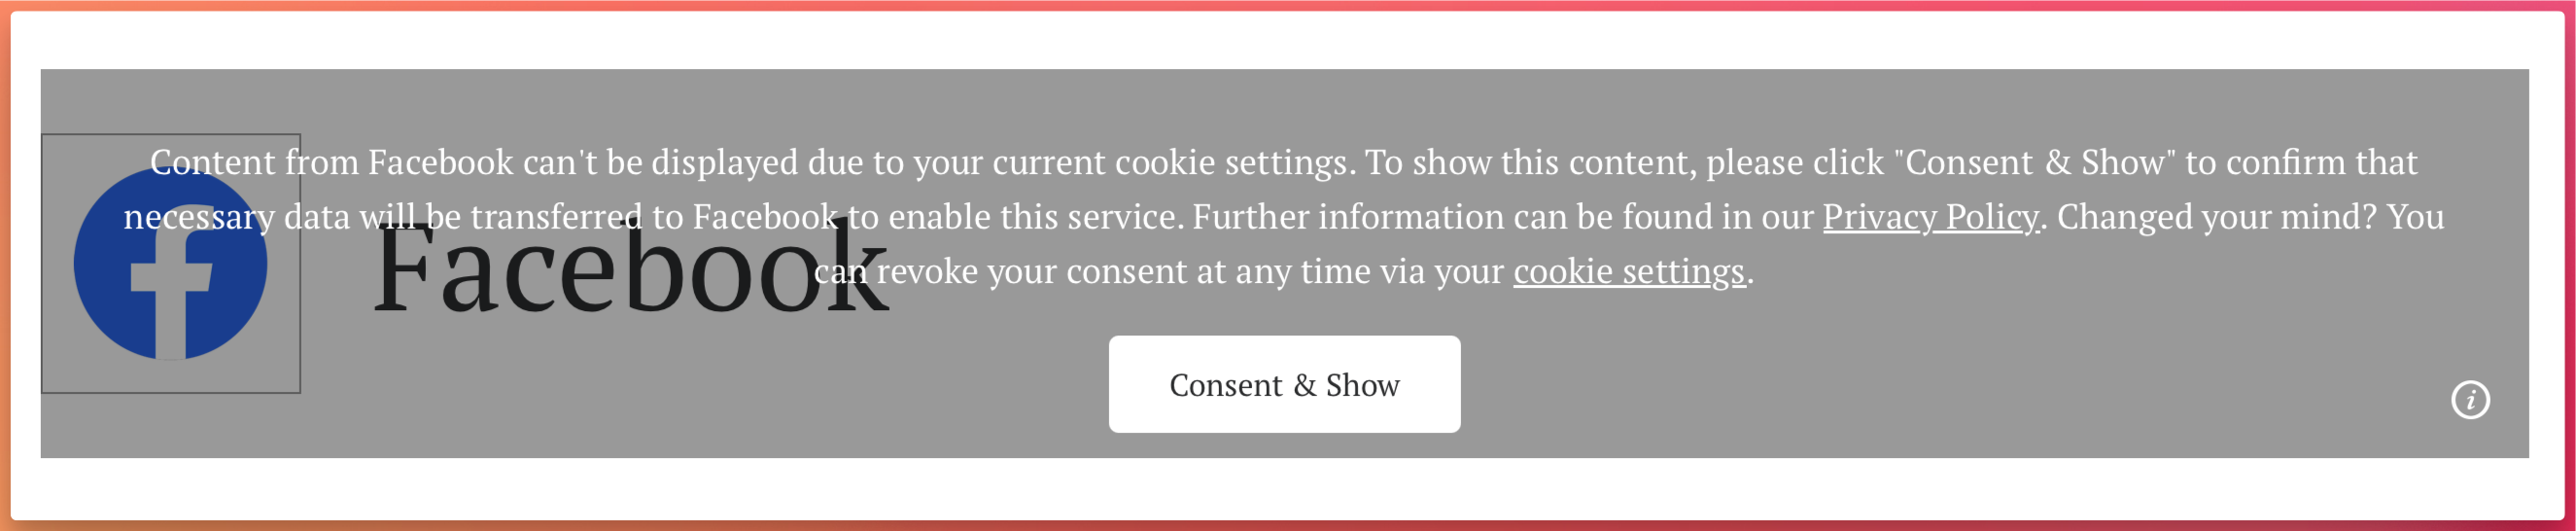 Content from Facebook can't be displayed due to your current cookie settings. To show this content, please click "Consent & Show" to confirm that
necessary data will be transferred to Facebook to enable this service. Further information can be found in our Privacy Policy. Changed your mind? You
can revoke your consent at any time via your cookie settings.
Facebook
Consent & Show
i